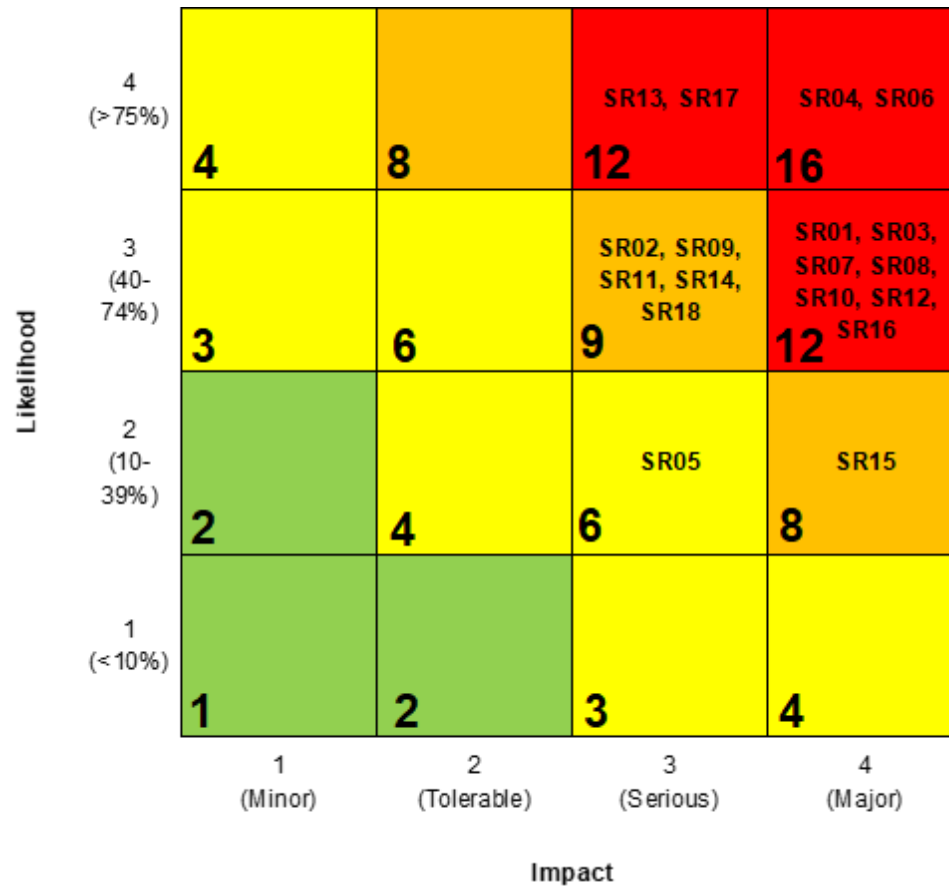 4
(>75%)
SR13, SR17
SR04, SR06
4
8
12
16
3
(40-
74%)
SR02, SR09,
SR11, SR14,
SR18
SR01, SR03,
SR07, SR08,
SR10, SR12,
SR16
3
6
9
12
Likelihood
2
(10-
39%)
SR05
SR15
2
4
6
8
1
(<10%)
1
2
3
4
1
(Minor)
2
(Tolerable)
3
(Serious)
4
(Major)
Impact